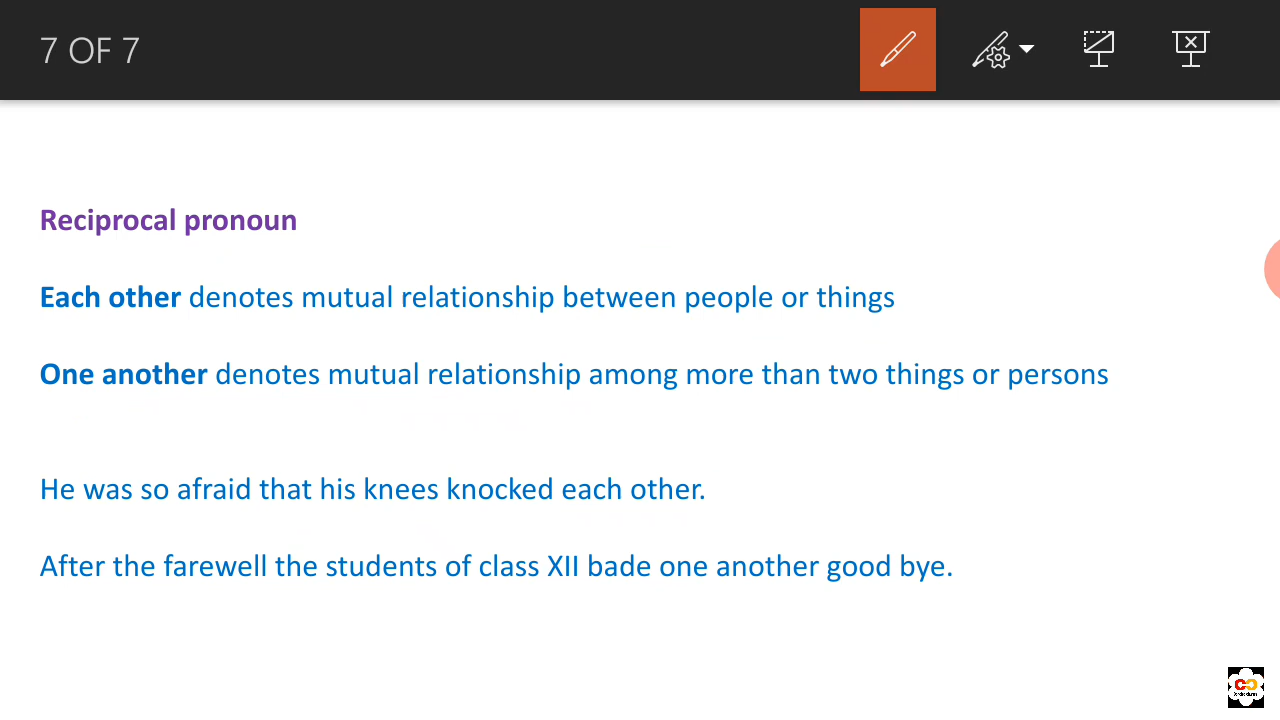 7 OF 7
Reciprocal pronoun
Each other denotes mutual relationship between people or things
One another denotes mutual relationship among more than two things or persons
He was so afraid that his knees knocked each other.
After the farewell the students of class XII bade one another good bye.